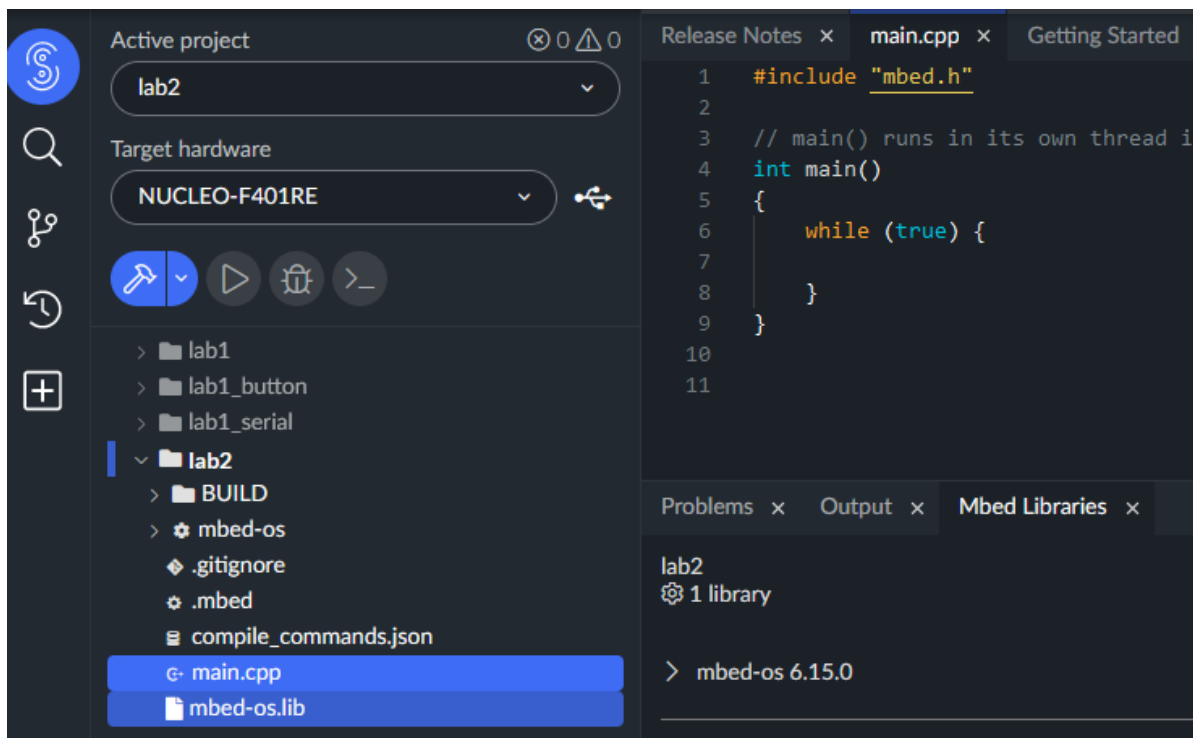 Active project 0 0
lab2
Target hardware
NUCLEO-F401RE
lab1
lab1_button
lab1_serial
lab2
BUILD
mbed-os
.gitignore
.mbed
compile_commands.json
main.cpp
mbed-os.lib
Release Notes × main.cpp × Getting Started
1 #include "mbed.h"
2
3 // main() runs in its own thread i
4 int main()
5 {
6 while (true) {
7
8 }
9 }
10
11
Problems × Output × Mbed Libraries ×
lab2
1 library
mbed-os 6.15.0